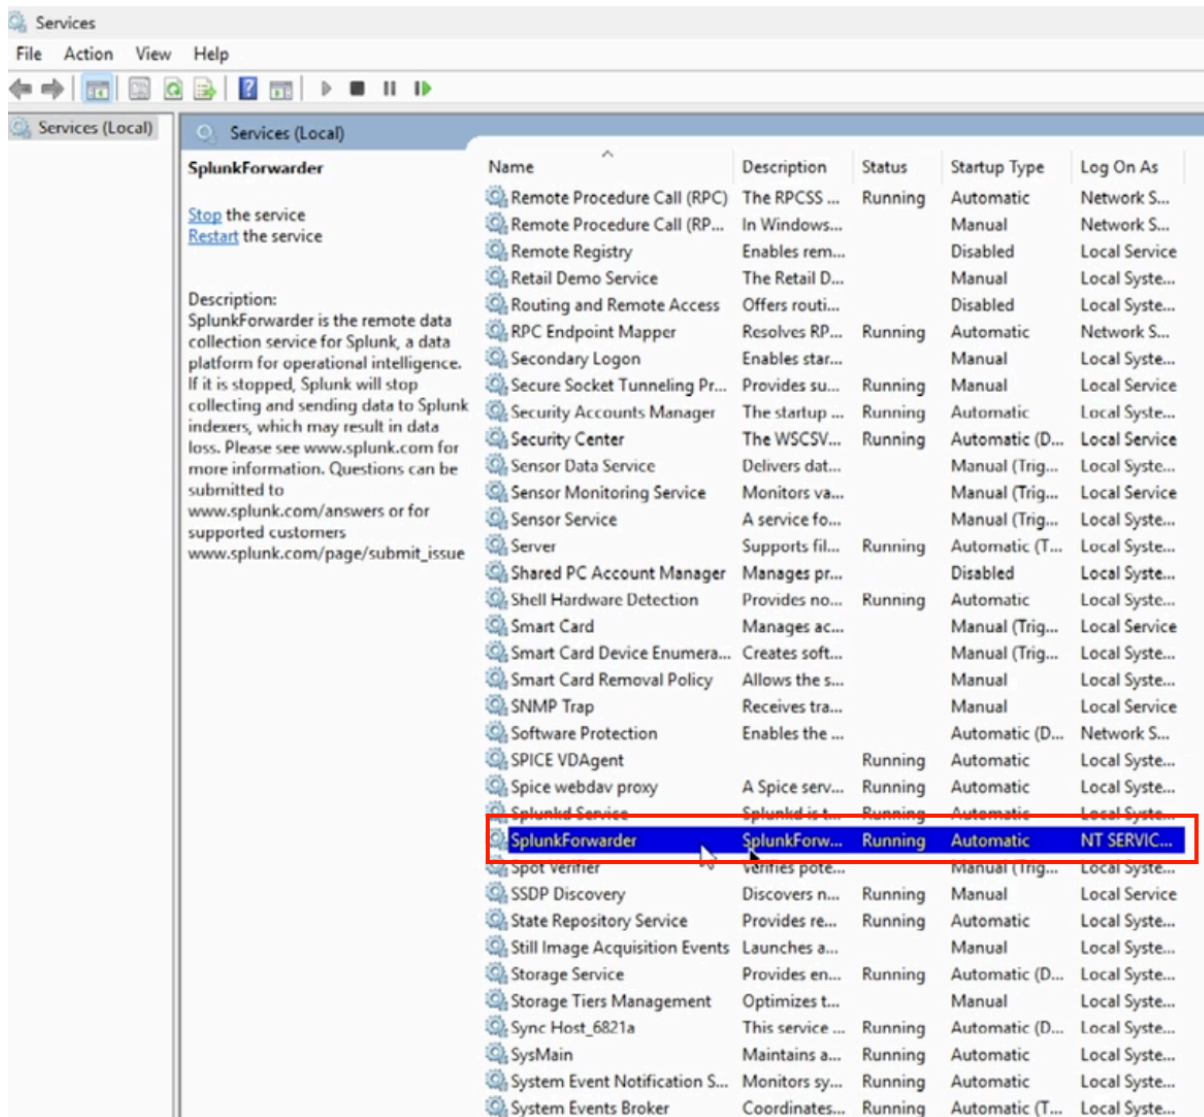 Services
File Action View Help
Services (Local)
Services (Local)
SplunkForwarder
Stop the service
Restart the service
Description:
SplunkForwarder is the remote data
collection service for Splunk, a data
platform for operational intelligence.
If it is stopped, Splunk will stop
collecting and sending data to Splunk
indexers, which may result in data
loss. Please see www.splunk.com for
more information. Questions can be
submitted to
www.splunk.com/answers or for
supported customers
www.splunk.com/page/submit_issue
Name Description Status Startup Type Log On As
Remote Procedure Call (RPC) The RPCSS ... Running Automatic Network S...
Remote Procedure Call (RP... In Windows... Manual Network S...
Remote Registry Enables rem... Disabled Local Service
Retail Demo Service The Retail D... Manual Local Syste...
Routing and Remote Access Offers routi... Disabled Local Syste...
RPC Endpoint Mapper Resolves RP... Running Automatic Network S...
Secondary Logon Enables star... Manual Local Syste...
Secure Socket Tunneling Pr... Provides su... Running Manual Local Service
Security Accounts Manager The startup ... Running Automatic Local Syste...
Security Center The WSCSV... Running Automatic (D... Local Service
Sensor Data Service Delivers dat... Manual (Trig... Local Syste...
Sensor Monitoring Service Monitors va... Manual (Trig... Local Service
Sensor Service A service fo... Manual (Trig... Local Syste...
Server Supports fil... Running Automatic (T... Local Syste...
Shared PC Account Manager Manages pr... Disabled Local Syste...
Shell Hardware Detection Provides no... Running Automatic Local Syste...
Smart Card Manages ac... Manual (Trig... Local Service
Smart Card Device Enumera... Creates soft... Manual (Trig... Local Syste...
Smart Card Removal Policy Allows the s... Manual Local Syste...
SNMP Trap Receives tra... Manual Local Service
Software Protection Enables the ... Automatic (D... Network S...
SPICE VDAgent Running Automatic Local Syste...
Spice webdav proxy A Spice serv... Running Automatic Local Syste...
Splunkd Service Splunkd is t... Running Automatic Local Syste...
SplunkForwarder SplunkForw... Running Automatic NT SERVIC...
Spot Verifier Verifies pote... Manual (Trig... Local Syste...
SSDP Discovery Discovers n... Running Manual Local Service
State Repository Service Provides re... Running Automatic Local Syste...
Still Image Acquisition Events Launches a... Manual Local Syste...
Storage Service Provides en... Running Automatic (D... Local Syste...
Storage Tiers Management Optimizes t... Manual Local Syste...
Sync Host_6821a This service ... Running Automatic (D... Local Syste...
SysMain Maintains a... Running Automatic Local Syste...
System Event Notification S... Monitors sy... Running Automatic Local Syste...
System Events Broker Coordinates... Running Automatic (T... Local Syste...